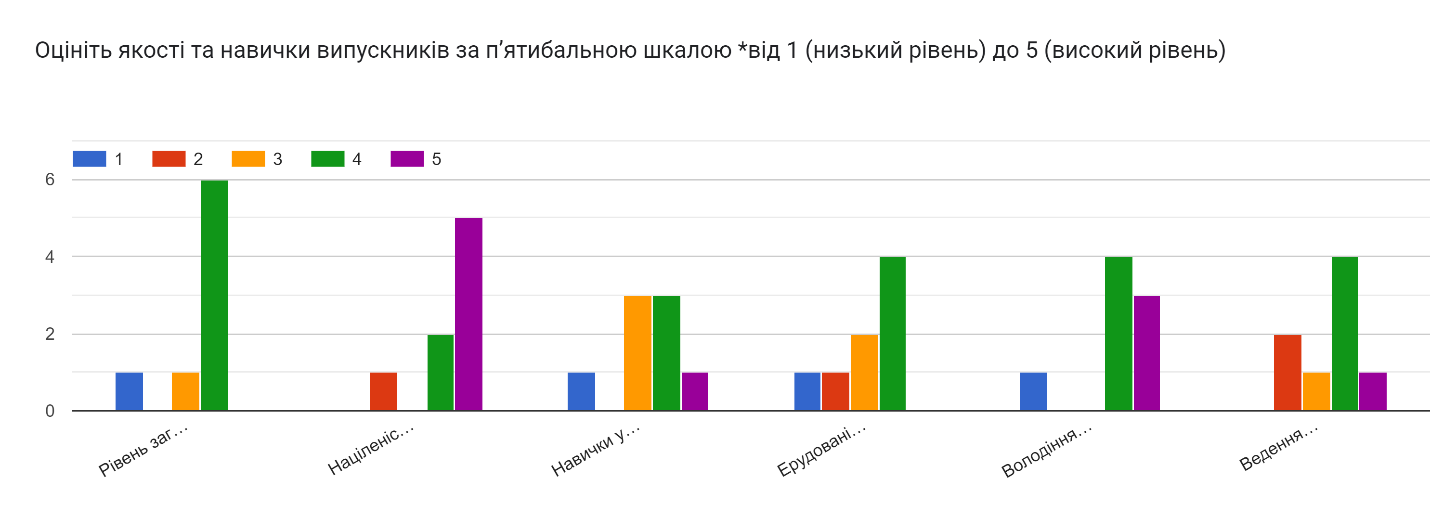 Оцініть якості та навички випускників за п’ятибальною шкалою *від 1 (низький рівень) до 5 (високий рівень)
1 2 3 4 5
6
4
2
0
Рівень заг…
Націленіс…
Навички у…
Ерудовані…
Володіння…
Ведення…